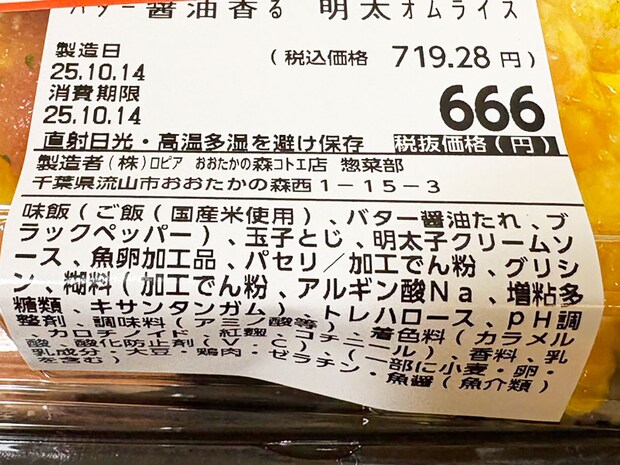 バター醤油香る 明太オムライス
製造日
25.10.14
(税込価格 719.28 円)
消費期限
25.10.14
666
直射日光・高温多湿を避け保存 税抜価格(円)
製造者(株)ロピア おおたかの森コトエ店 惣菜部
千葉県流山市おおたかの森西1-15-3
味飯(ご飯(国産米使用)、バター醤油たれ、ブ
ラックペッパー)、玉子とじ、明太子クリームソ
ース、魚卵加工品、パセリ/加工でん粉、グリシ
ン、糊料(加工でん粉、アルギン酸Na、増粘多
糖類、キサンタンガム)、トレハロース、pH調
整剤、調味料(アミノ酸等)、着色料(カラメル
、カロチノイド、紅麹、コチニール)、香料、乳
酸、酸化防止剤(V.C)、(一部に小麦・卵・
乳成分・大豆・鶏肉・ゼラチン・魚醤(魚介類)
を含む)